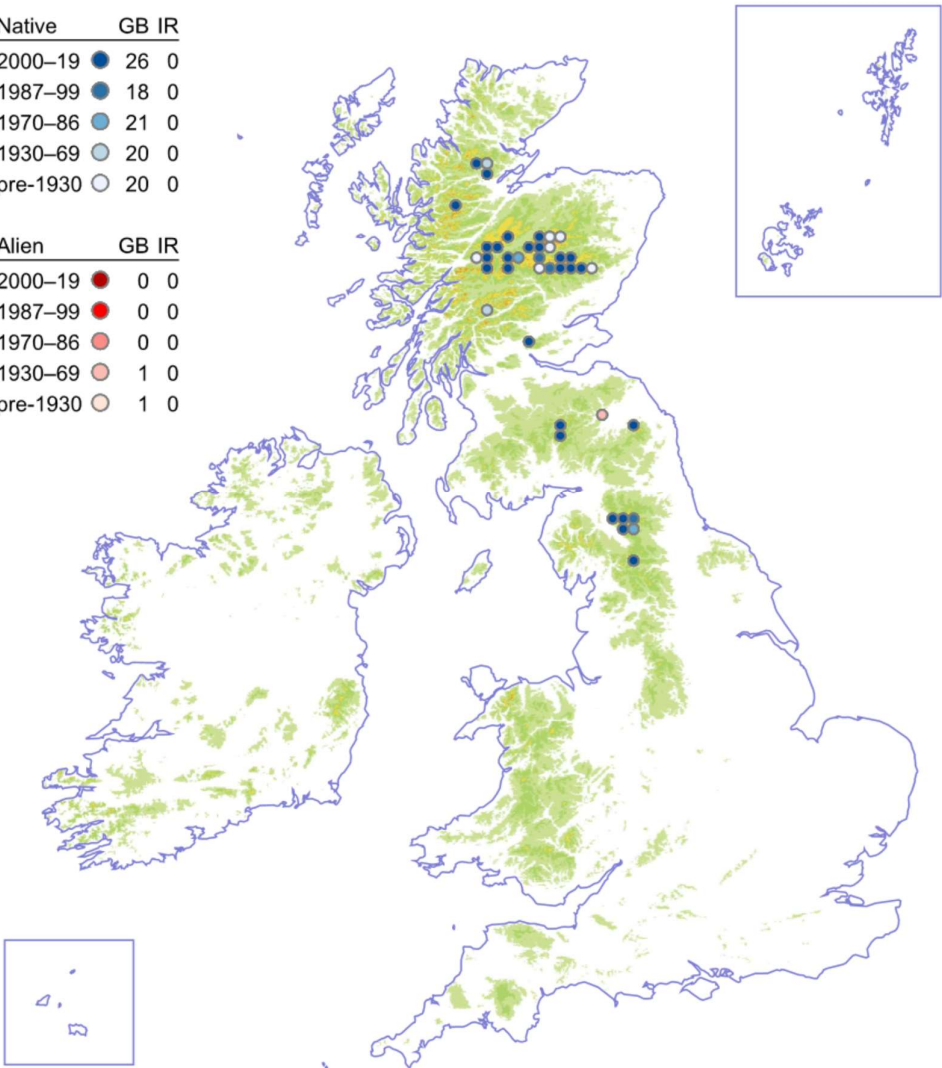 Native GB IR
2000–19 26 0
1987–99 18 0
1970–86 21 0
1930–69 20 0
pre-1930 20 0
Alien GB IR
2000–19 0 0
1987–99 0 0
1970–86 0 0
1930–69 1 0
pre-1930 1 0